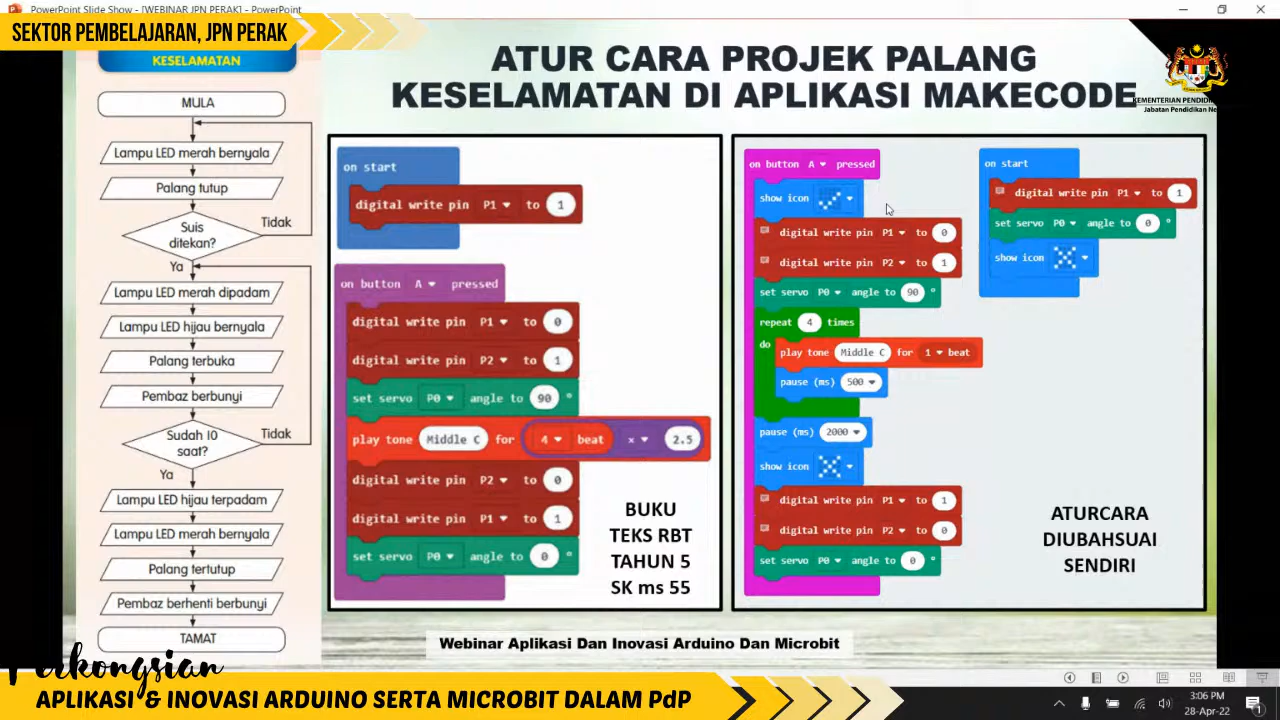 PowerPoint Slide Show - [WEBINAR JPN PERAK] - PowerPoint
SEKTOR PEMBELAJARAN, JPN PERAK
KESELAMATAN
MULA
Lampu LED merah bernyala
Palang tutup
Suis
ditekan?
Tidak
Ya
Lampu LED merah dipadam
Lampu LED hijau bernyala
Palang terbuka
Pembaz berbunyi
Sudah 10
saat?
Tidak
Ya
Lampu LED hijau terpadam
Lampu LED merah bernyala
Palang tertutup
Pembaz berhenti berbunyi
TAMAT
ATUR CARA PROJEK PALANG
KESELAMATAN DI APLIKASI MAKECODE
Jabatan Pendidikan
on start
digital write pin P1 to 1
on button A pressed
digital write pin P1 to 0
digital write pin P2 to 1
set servo P0 angle to 90 °
play tone Middle C for 4 beat × 2.5
digital write pin P2 to 0
digital write pin P1 to 1
set servo P0 angle to 0 °
BUKU
TEKS RBT
TAHUN 5
SK ms 55
on button A pressed
show icon
digital write pin P1 to 0
digital write pin P2 to 1
set servo P0 angle to 90 °
repeat 4 times
do
play tone Middle C for 1 beat
pause (ms) 500
pause (ms) 2000
show icon
digital write pin P1 to 1
digital write pin P2 to 0
set servo P0 angle to 0 °
on start
digital write pin P1 to 1
set servo P0 angle to 0 °
show icon
ATURCARA
DIUBAHSUAI
SENDIRI
Webinar Aplikasi Dan Inovasi Arduino Dan Microbit
Perkongsian
APLIKASI & INOVASI ARDUINO SERTA MICROBIT DALAM PdP
3:06 PM
28-Apr-22
1